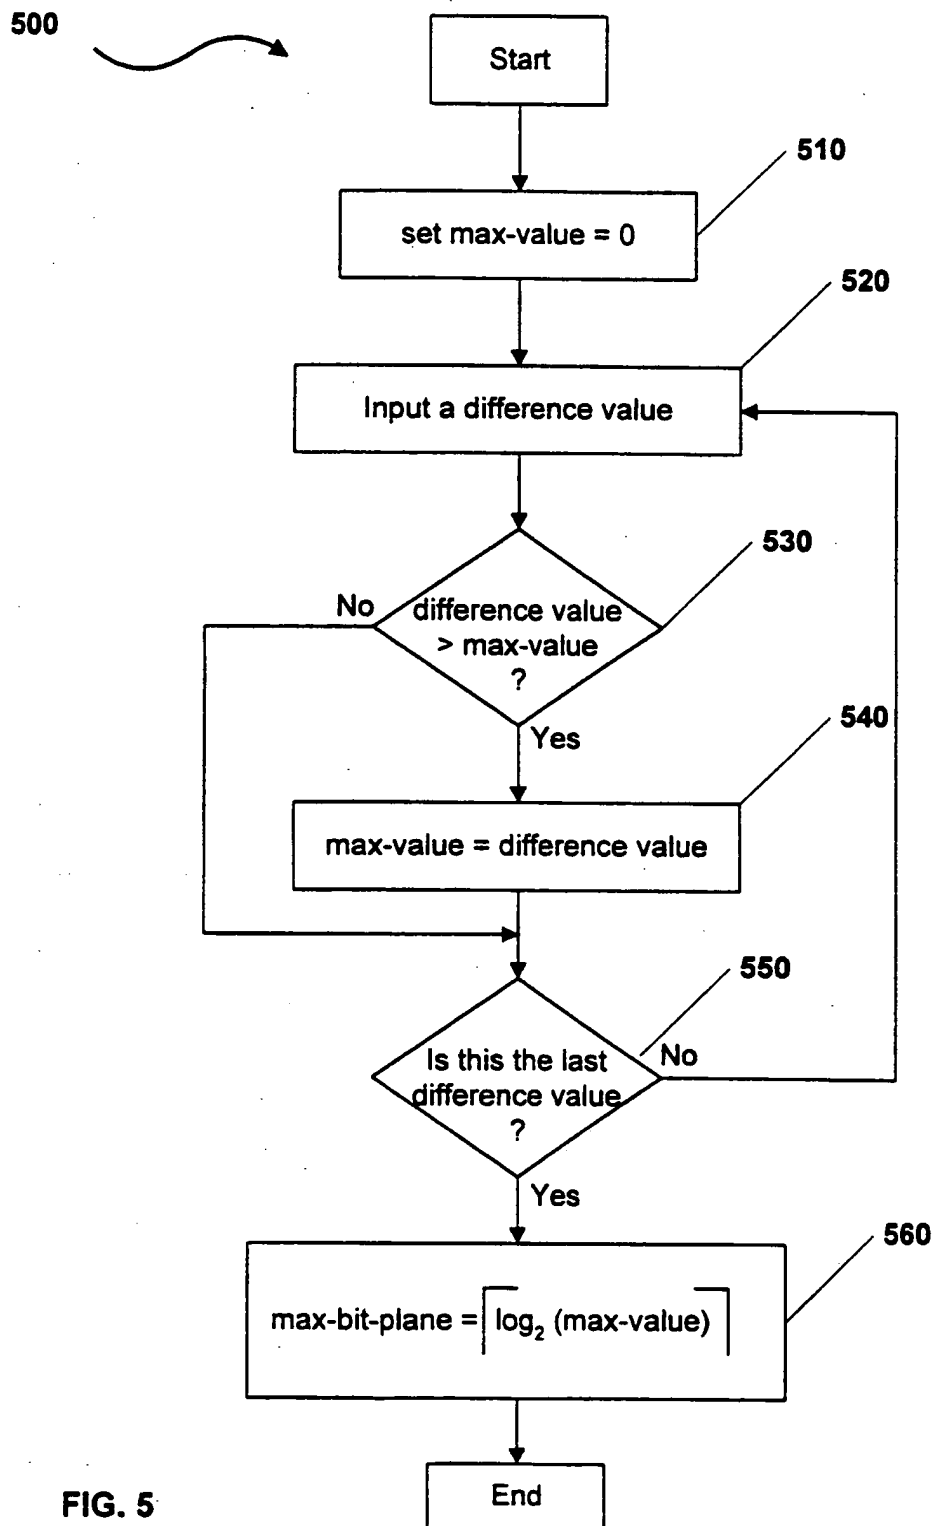 500
Start
510
set max-value = 0
520
Input a difference value
530
No
difference value
> max-value
?
Yes
540
max-value = difference value
550
Is this the last
difference value
?
No
Yes
560
max-bit-plane = ⌈log₂ (max-value)⌉
End
FIG. 5